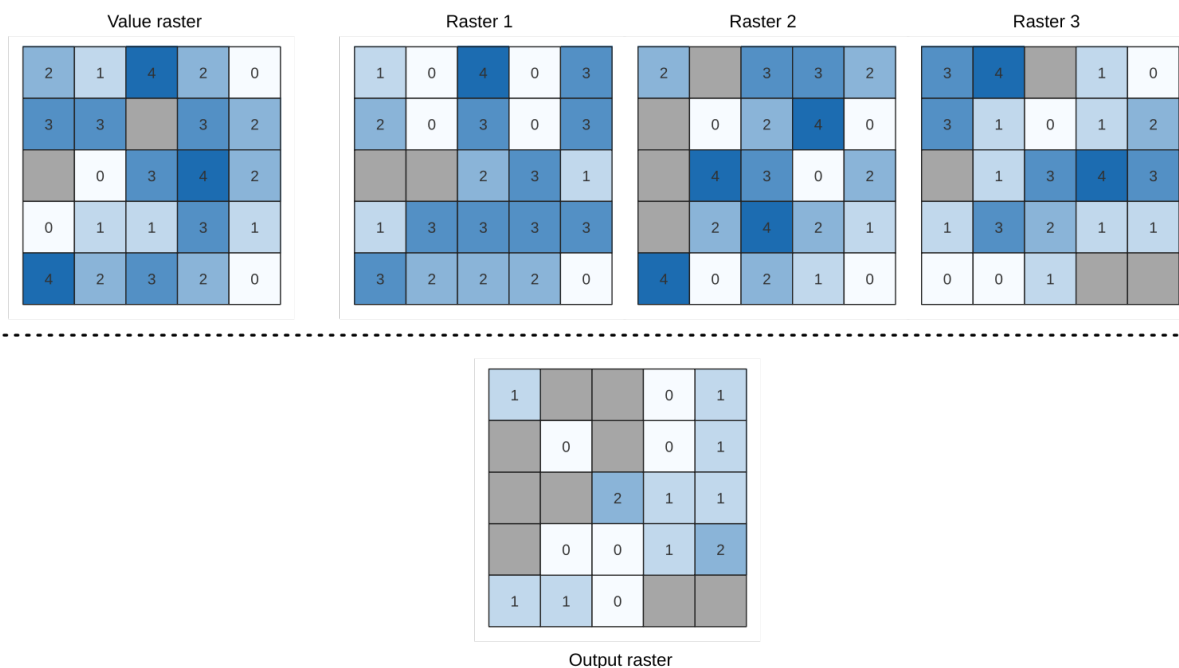 Value raster Raster 1 Raster 2 Raster 3
2 1 4 2 0 1 0 4 0 3 2 3 3 2 3 4 1 0
3 3 3 2 2 0 3 0 3 0 2 4 0 3 1 0 1 2
0 3 4 2 2 3 1 4 3 0 2 1 3 4 3
0 1 1 3 1 1 3 3 3 3 2 4 2 1 1 3 2 1 1
4 2 3 2 0 3 2 2 2 0 4 0 2 1 0 0 0 1
1 0 1
0 0 1
2 1 1
0 0 1 2
1 1 0
Output raster